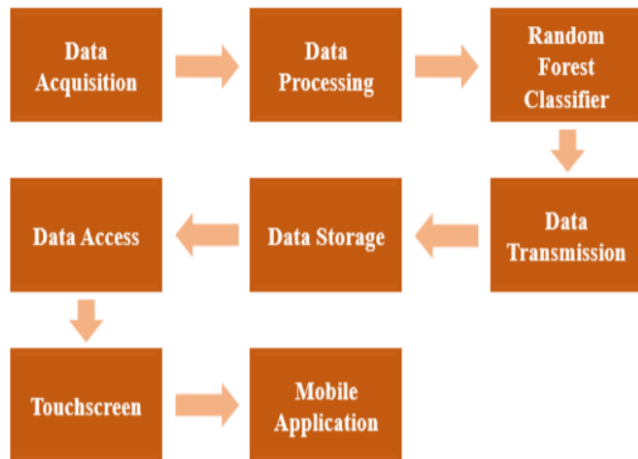 Data
Acquisition
Data
Processing
Random
Forest
Classifier
Data
Transmission
Data Storage
Data Access
Touchscreen
Mobile
Application